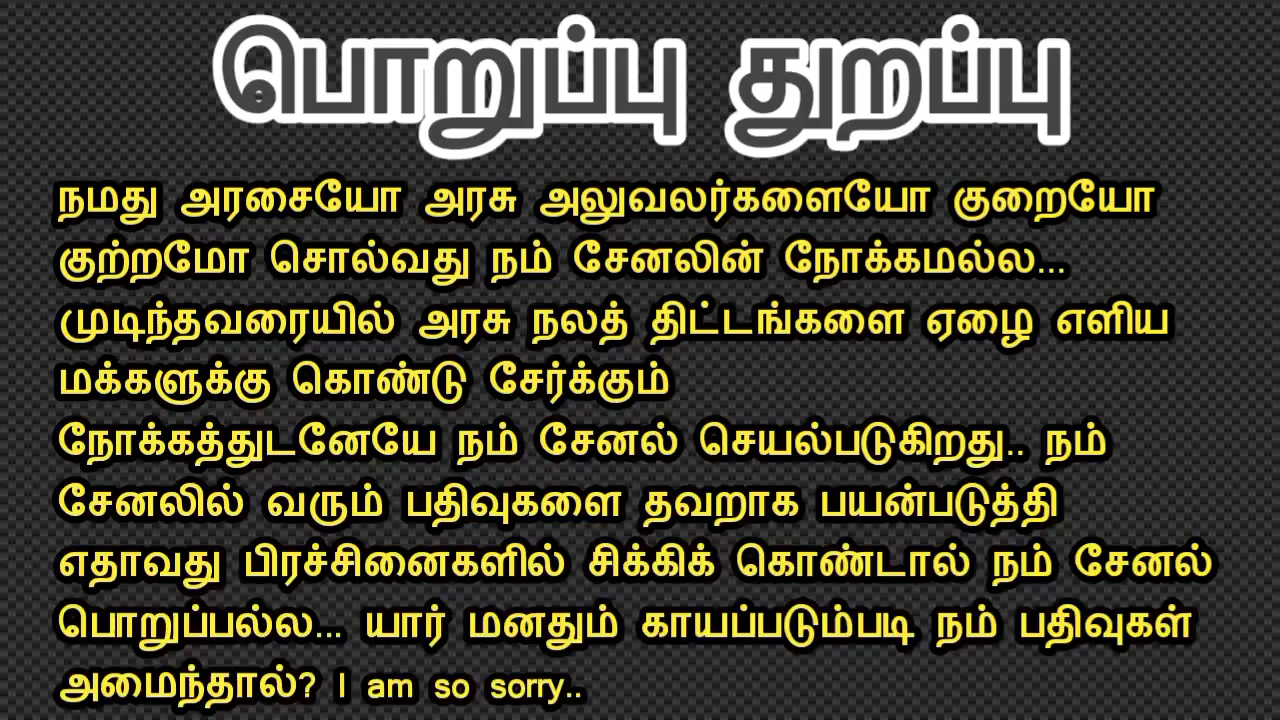 பொறுப்பு துறப்பு
நமது அரசையோ அரசு அலுவலர்களையோ குறையோ
குற்றமோ சொல்வது நம் சேனலின் நோக்கமல்ல...
முடிந்தவரையில் அரசு நலத் திட்டங்களை ஏழை எளிய
மக்களுக்கு கொண்டு சேர்க்கும்
நோக்கத்துடனேயே நம் சேனல் செயல்படுகிறது.. நம்
சேனலில் வரும் பதிவுகளை தவறாக பயன்படுத்தி
எதாவது பிரச்சினைகளில் சிக்கிக் கொண்டால் நம் சேனல்
பொறுப்பல்ல... யார் மனதும் காயப்படும்படி நம் பதிவுகள்
அமைந்தால்? I am so sorry..